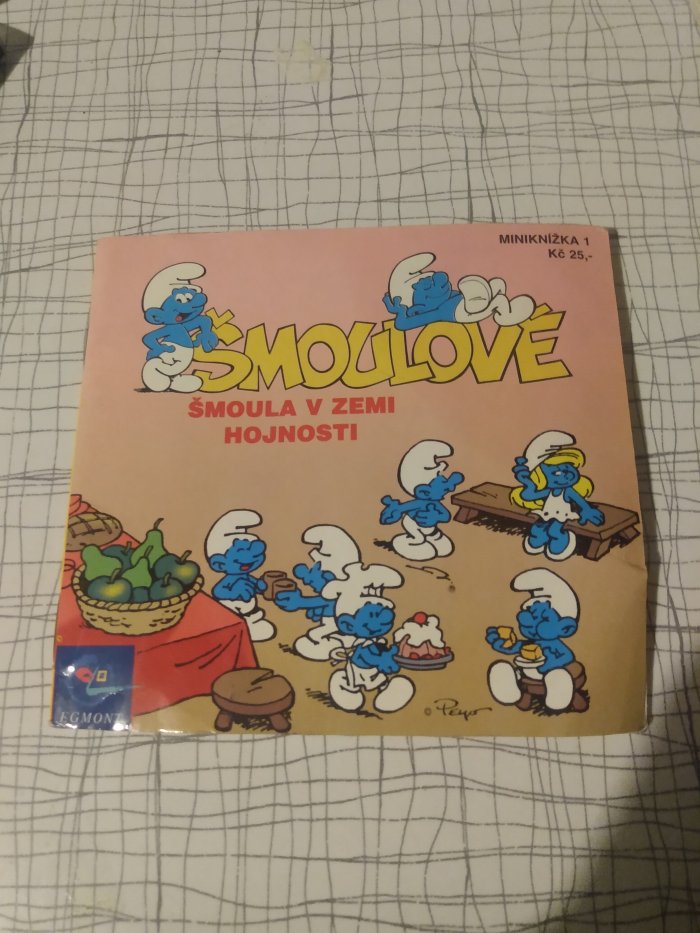 MINIKNÍŽKA 1
Kč 25,-
ŠMOULOVÉ
ŠMOULA V ZEMI
HOJNOSTI
EGMONT
© Peyo